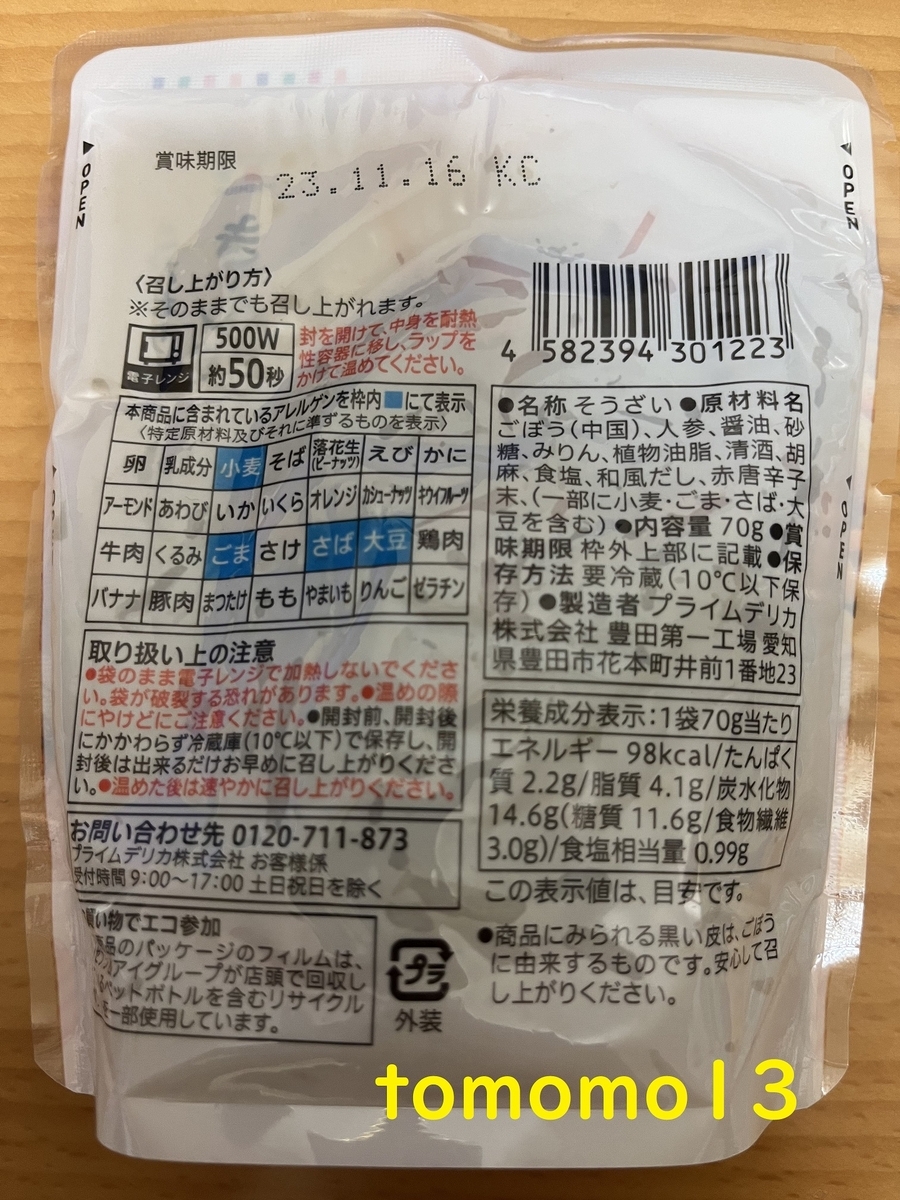 賞味期限
23.11.16 KC
OPEN
OPEN
〈召し上がり方〉
※そのままでも召し上がれます。
電子レンジ
500W
約50秒
封を開けて、中身を耐熱
性容器に移し、ラップを
かけて温めてください。
4 582394 301223
本商品に含まれているアレルゲンを枠内 にて表示
〈特定原材料及びそれに準ずるものを表示〉
卵 乳成分 小麦 そば 落花生(ピーナッツ) えび かに
アーモンド あわび いか いくら オレンジ カシューナッツ キウイフルーツ
牛肉 くるみ ごま さけ さば 大豆 鶏肉
バナナ 豚肉 まつたけ もも やまいも りんご ゼラチン
取り扱い上の注意
●袋のまま電子レンジで加熱しないでくださ
い。袋が破裂する恐れがあります。●温めの際
にやけどにご注意ください。●開封前、開封後
にかかわらず冷蔵庫(10℃以下)で保存し、開
封後は出来るだけお早めに召し上がりくださ
い。●温めた後は速やかに召し上がりください。
お問い合わせ先 0120-711-873
プライムデリカ株式会社 お客様係
受付時間 9:00～17:00 土日祝日を除く
い物でエコ参加
商品のパッケージのフィルムは、
アイグループが店頭で回収し
ペットボトルを含むリサイクル
一部使用しています。
プラ
外装
●名称 そうざい ●原材料名
ごぼう(中国)、人参、醤油、砂
糖、みりん、植物油脂、清酒、胡
麻、食塩、和風だし、赤唐辛子
末、(一部に小麦・ごま・さば・大
豆を含む) ●内容量 70g ●賞
味期限 枠外上部に記載 ●保
存方法 要冷蔵(10℃以下保
存) ●製造者 プライムデリカ
株式会社 豊田第一工場 愛知
県豊田市花本町井前1番地23
OPEN
栄養成分表示：1袋70g当たり
エネルギー 98kcal/たんぱく
質 2.2g/脂質 4.1g/炭水化物
14.6g(糖質 11.6g/食物繊維
3.0g)/食塩相当量 0.99g
この表示値は、目安です。
●商品にみられる黒い皮は、ごぼう
に由来するものです。安心して召
し上がりください。
tomomo13